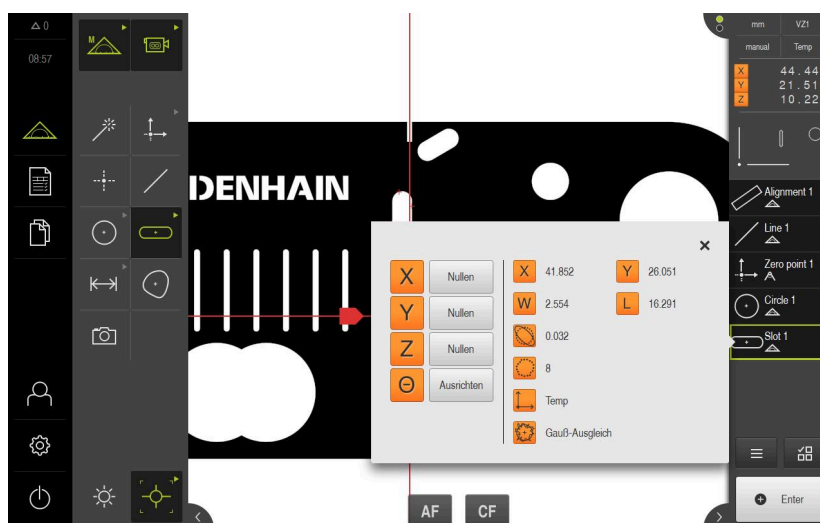 △ 0
08:57
M
DENHAIN
X Nullen
Y Nullen
Z Nullen
Θ Ausrichten
X 41.852 Y 26.051
W 2.554 L 16.291
0.032
8
Temp
Gauß-Ausgleich
AF CF
mm VZ1
manual Temp
X 44.44
Y 21.51
Z 10.22
Alignment 1
Line 1
Zero point 1
Circle 1
Slot 1
Enter